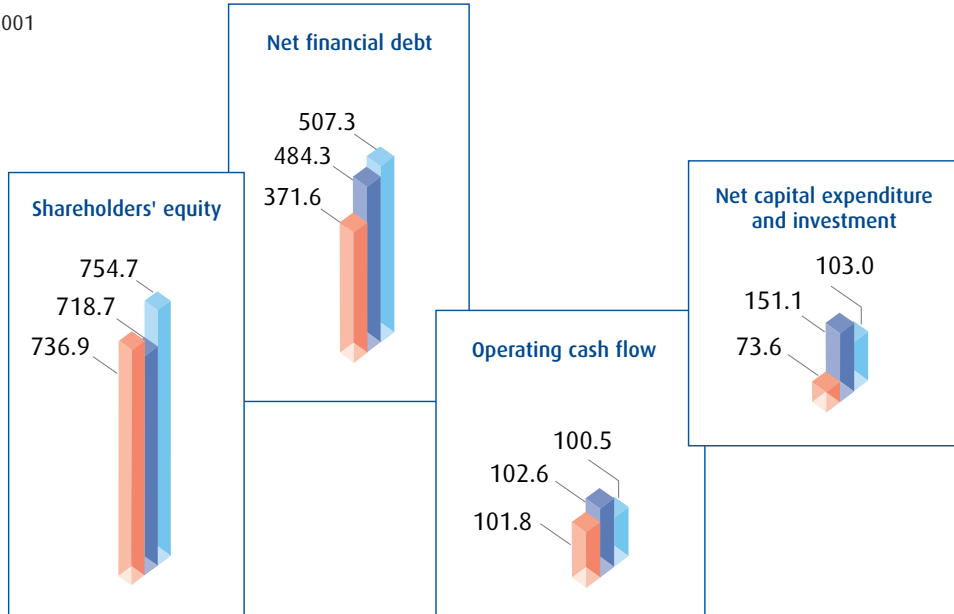 001
Net financial debt
507.3
484.3
371.6
Shareholders' equity
754.7
718.7
736.9
Net capital expenditure
and investment
103.0
151.1
73.6
Operating cash flow
100.5
102.6
101.8